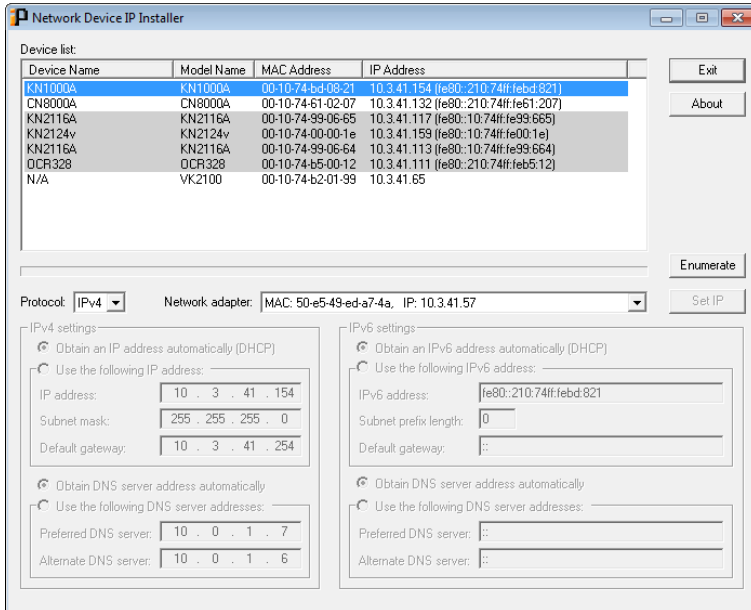 Network Device IP Installer
Device list:
Device Name Model Name MAC Address IP Address
KN1000A KN1000A 00-10-74-bd-08-21 10.3.41.154 (fe80::210:74ff:febd:821)
CN8000A CN8000A 00-10-74-61-02-07 10.3.41.132 (fe80::210:74ff:fe61:207)
KN2116A KN2116A 00-10-74-99-06-65 10.3.41.117 (fe80::10:74ff:fe99:665)
KN2124v KN2124v 00-10-74-00-00-1e 10.3.41.159 (fe80::10:74ff:fe00:1e)
KN2116A KN2116A 00-10-74-99-06-64 10.3.41.113 (fe80::10:74ff:fe99:664)
OCR328 OCR328 00-10-74-b5-00-12 10.3.41.111 (fe80::210:74ff:feb5:12)
N/A VK2100 00-10-74-b2-01-99 10.3.41.65
Exit
About
Enumerate
Protocol: IPv4 Network adapter: MAC: 50-e5-49-ed-a7-4a, IP: 10.3.41.57 Set IP
IPv4 settings
Obtain an IP address automatically (DHCP)
Use the following IP address:
IP address: 10 . 3 . 41 . 154
Subnet mask: 255 . 255 . 255 . 0
Default gateway: 10 . 3 . 41 . 254
Obtain DNS server address automatically
Use the following DNS server addresses:
Preferred DNS server: 10 . 0 . 1 . 7
Alternate DNS server: 10 . 0 . 1 . 6
IPv6 settings
Obtain an IPv6 address automatically (DHCP)
Use the following IPv6 address:
IPv6 address: fe80::210:74ff:febd:821
Subnet prefix length: 0
Default gateway: ::
Obtain DNS server address automatically
Use the following DNS server addresses:
Preferred DNS server: ::
Alternate DNS server: ::